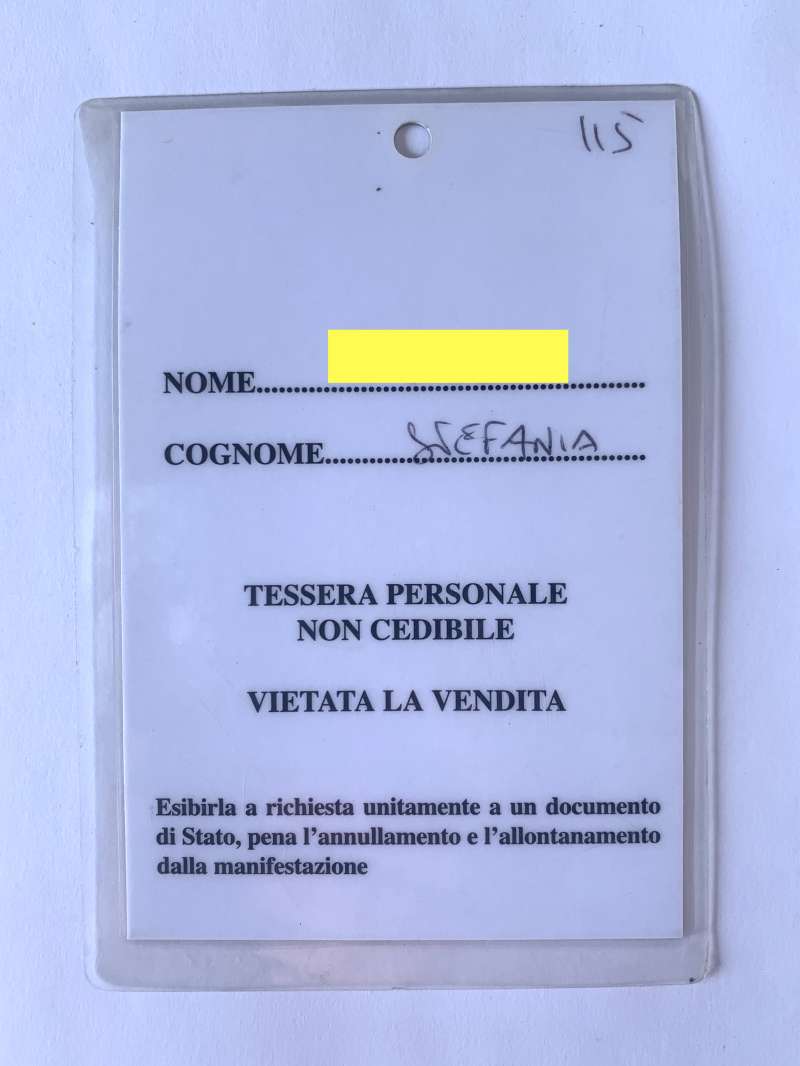 115
NOME..........................................................
COGNOME.................STEFANIA.......
TESSERA PERSONALE
NON CEDIBILE
VIETATA LA VENDITA
Esibirla a richiesta unitamente a un documento
di Stato, pena l'annullamento e l'allontanamento
dalla manifestazione